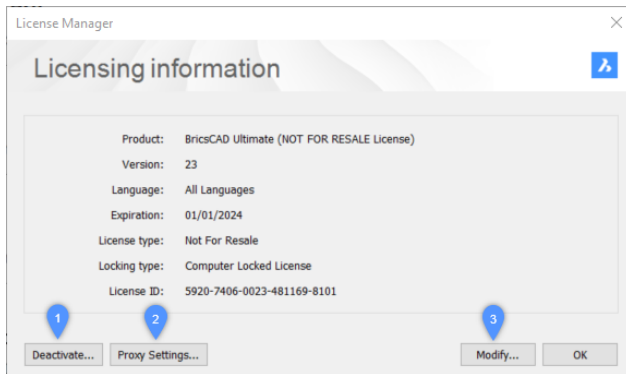 License Manager
Licensing information
Product: BricsCAD Ultimate (NOT FOR RESALE License)
Version: 23
Language: All Languages
Expiration: 01/01/2024
License type: Not For Resale
Locking type: Computer Locked License
License ID: 5920-7406-0023-481169-8101
1 2 3
Deactivate... Proxy Settings... Modify... OK